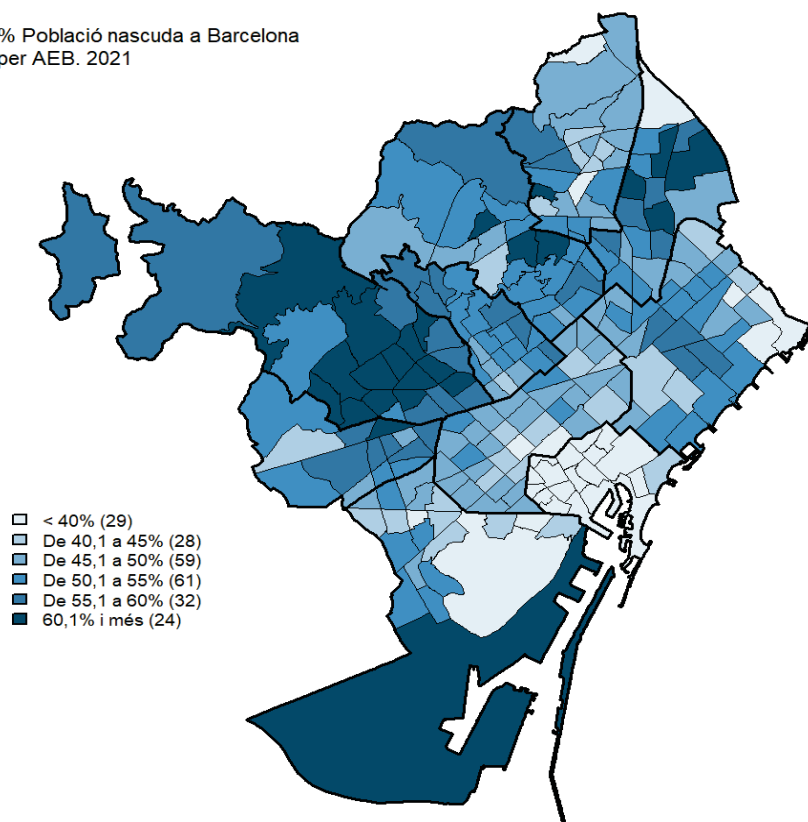 % Població nascuda a Barcelona
per AEB. 2021
< 40% (29)
De 40,1 a 45% (28)
De 45,1 a 50% (59)
De 50,1 a 55% (61)
De 55,1 a 60% (32)
60,1% i més (24)